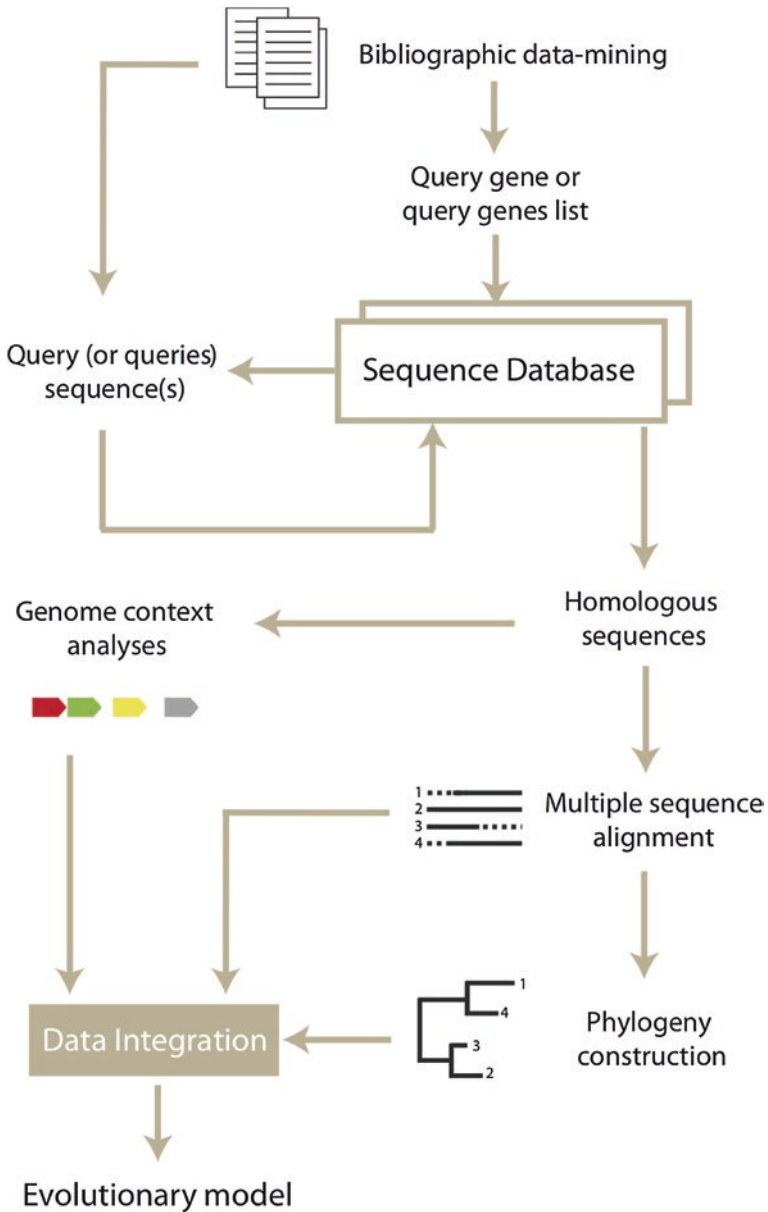 Bibliographic data-mining
Query gene or
query genes list
Query (or queries)
sequence(s)
Sequence Database
Genome context
analyses
Homologous
sequences
1
2
3
4
Multiple sequence
alignment
Data Integration
1
4
3
2
Phylogeny
construction
Evolutionary model